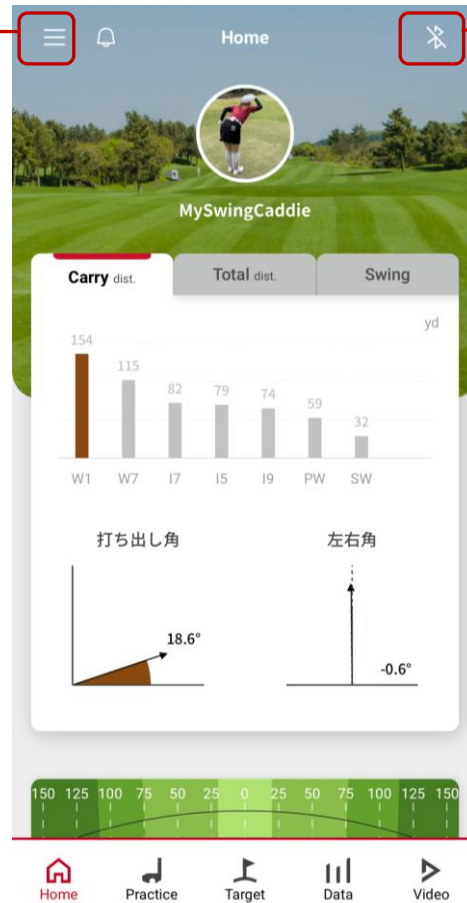 Home
MySwingCaddie
Carry dist. Total dist. Swing
yd
154
115
82
79
74
59
32
W1 W7 I7 I5 I9 PW SW
打ち出し角 左右角
18.6°
-0.6°
150 125 100 75 50 25 0 25 50 75 100 125 150
Home Practice Target Data Video